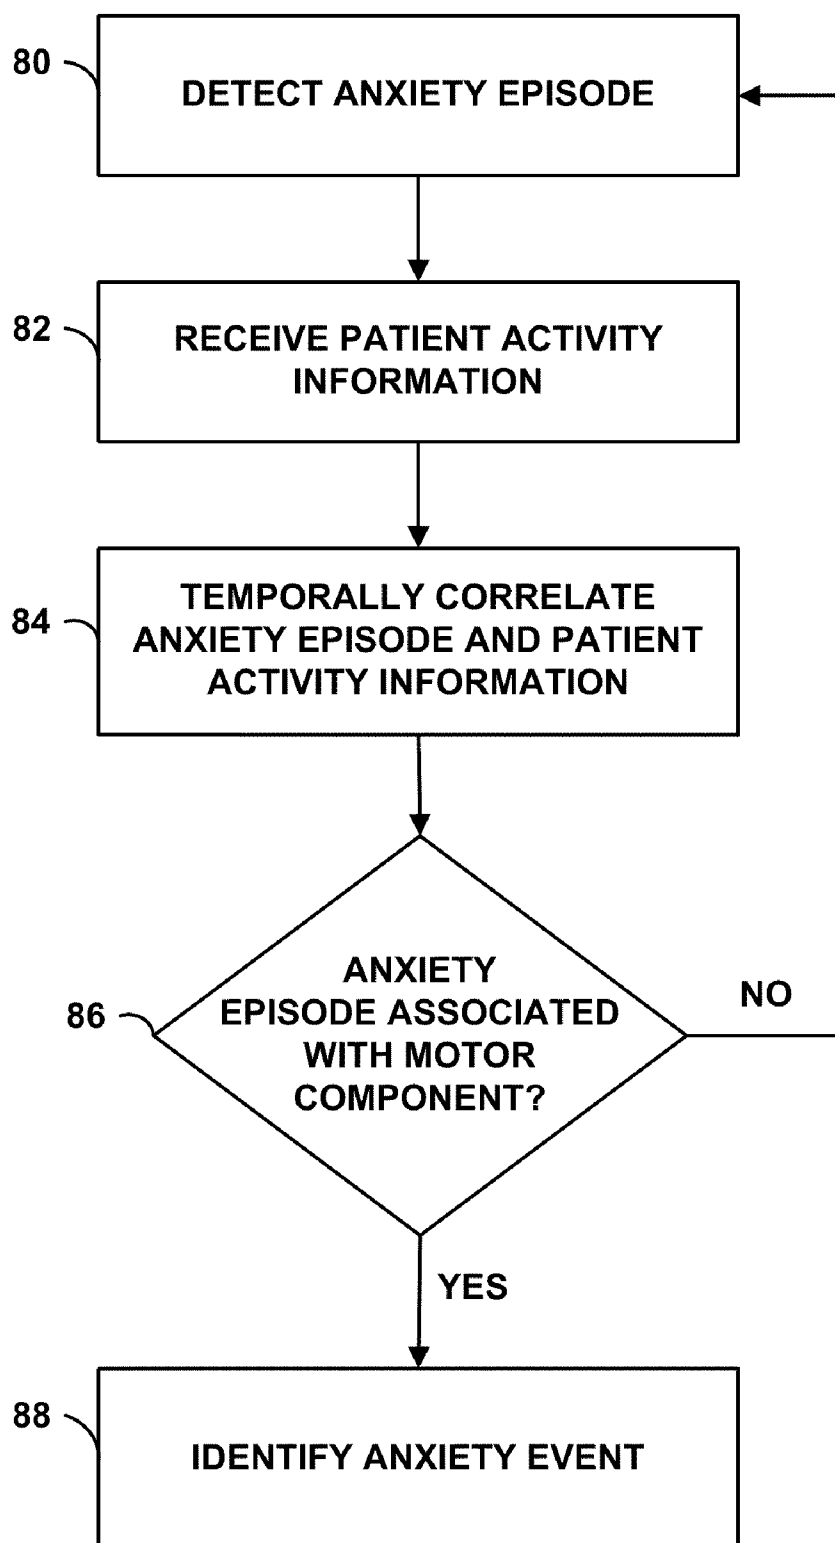 80
DETECT ANXIETY EPISODE
82
RECEIVE PATIENT ACTIVITY
INFORMATION
84
TEMPORALLY CORRELATE
ANXIETY EPISODE AND PATIENT
ACTIVITY INFORMATION
86
ANXIETY
EPISODE ASSOCIATED
WITH MOTOR
COMPONENT?
NO
YES
88
IDENTIFY ANXIETY EVENT